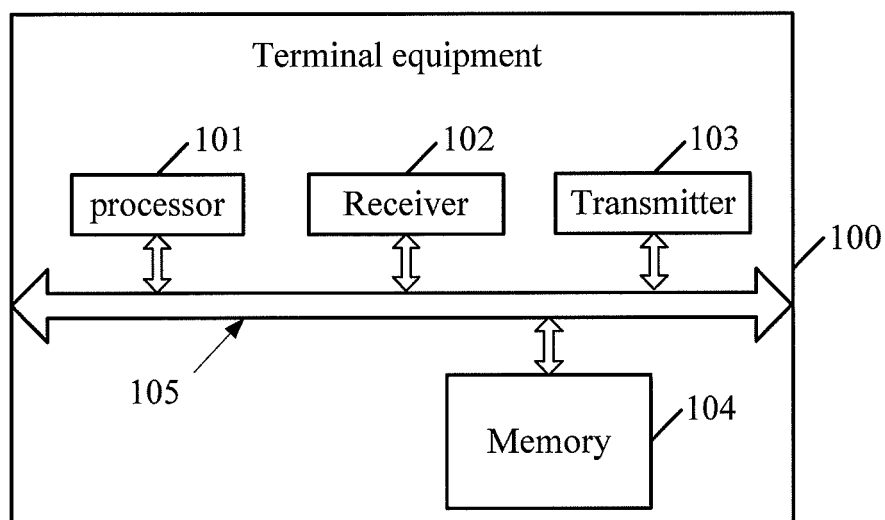 Terminal equipment
101
102
103
processor
Receiver
Transmitter
100
105
104
Memory